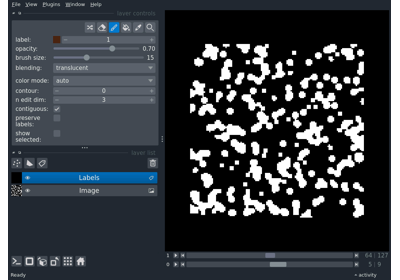 File View Plugins Window Help
layer controls
label: 1
opacity: 0.70
brush size: 15
blending: translucent
color mode: auto
contour: 0
n edit dim: 3
contiguous:
preserve
labels:
show
selected:
layer list
Labels
Image
1 64 127
0 5 9
Ready activity